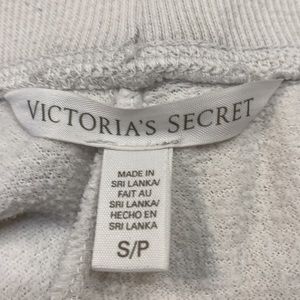 VICTORIA'S SECRET
MADE IN
SRI LANKA/
FAIT AU
SRI LANKA/
HECHO EN
SRI LANKA
S/P